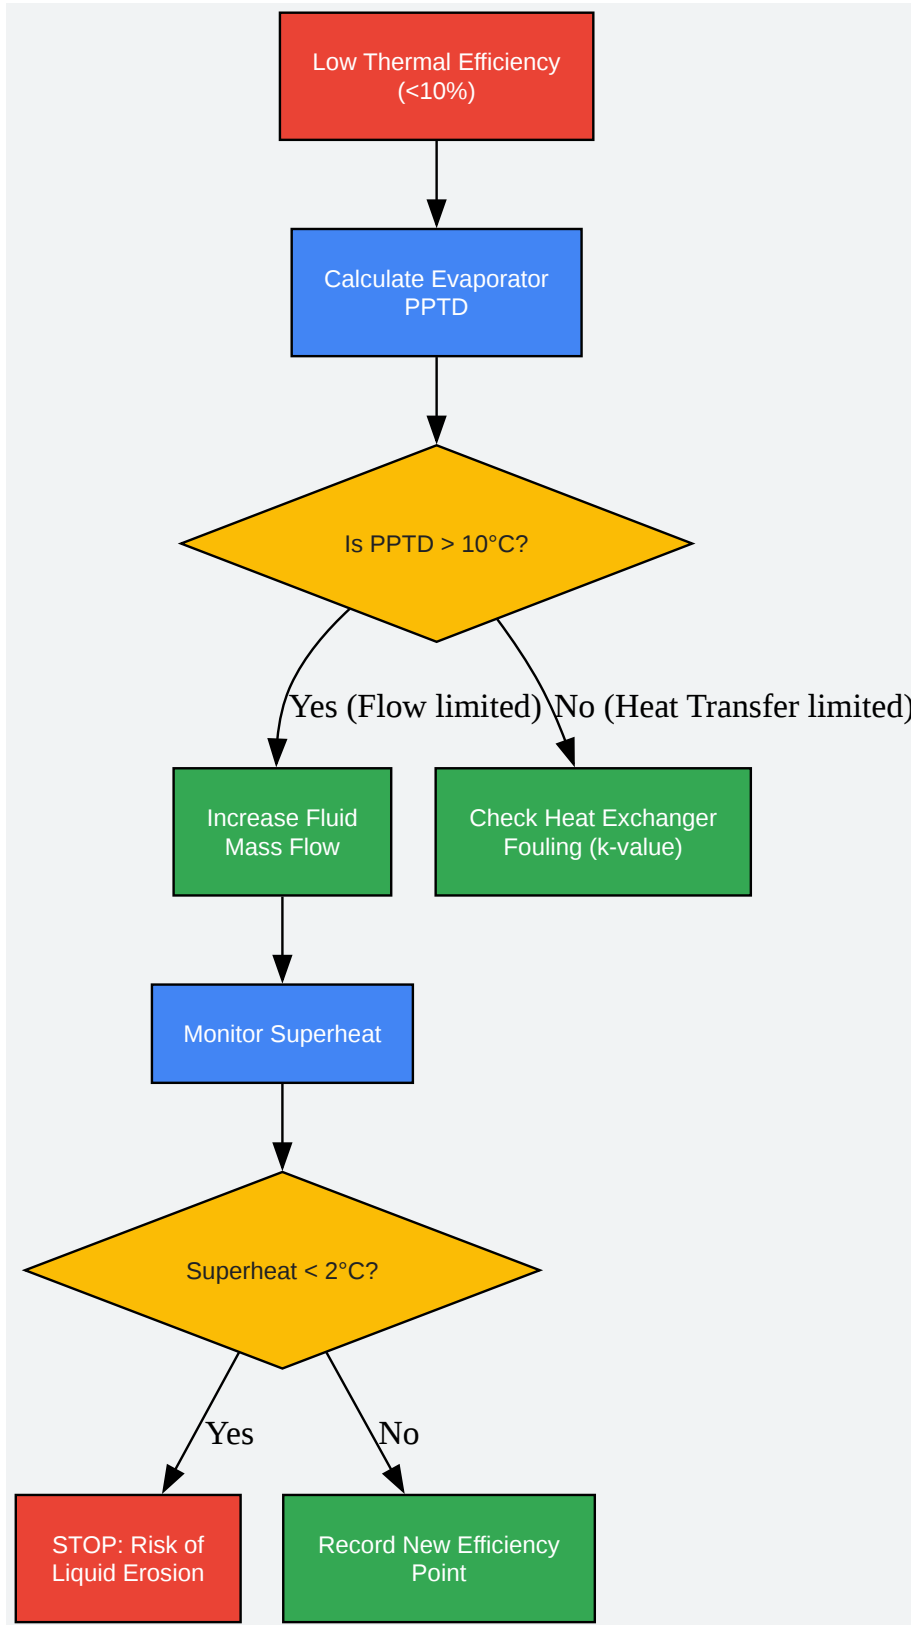 Low Thermal Efficiency
(<10%)
Calculate Evaporator
PPTD
Is PPTD > 10°C?
Yes (Flow limited)
No (Heat Transfer limited)
Increase Fluid
Mass Flow
Check Heat Exchanger
Fouling (k-value)
Monitor Superheat
Superheat < 2°C?
Yes
No
STOP: Risk of
Liquid Erosion
Record New Efficiency
Point